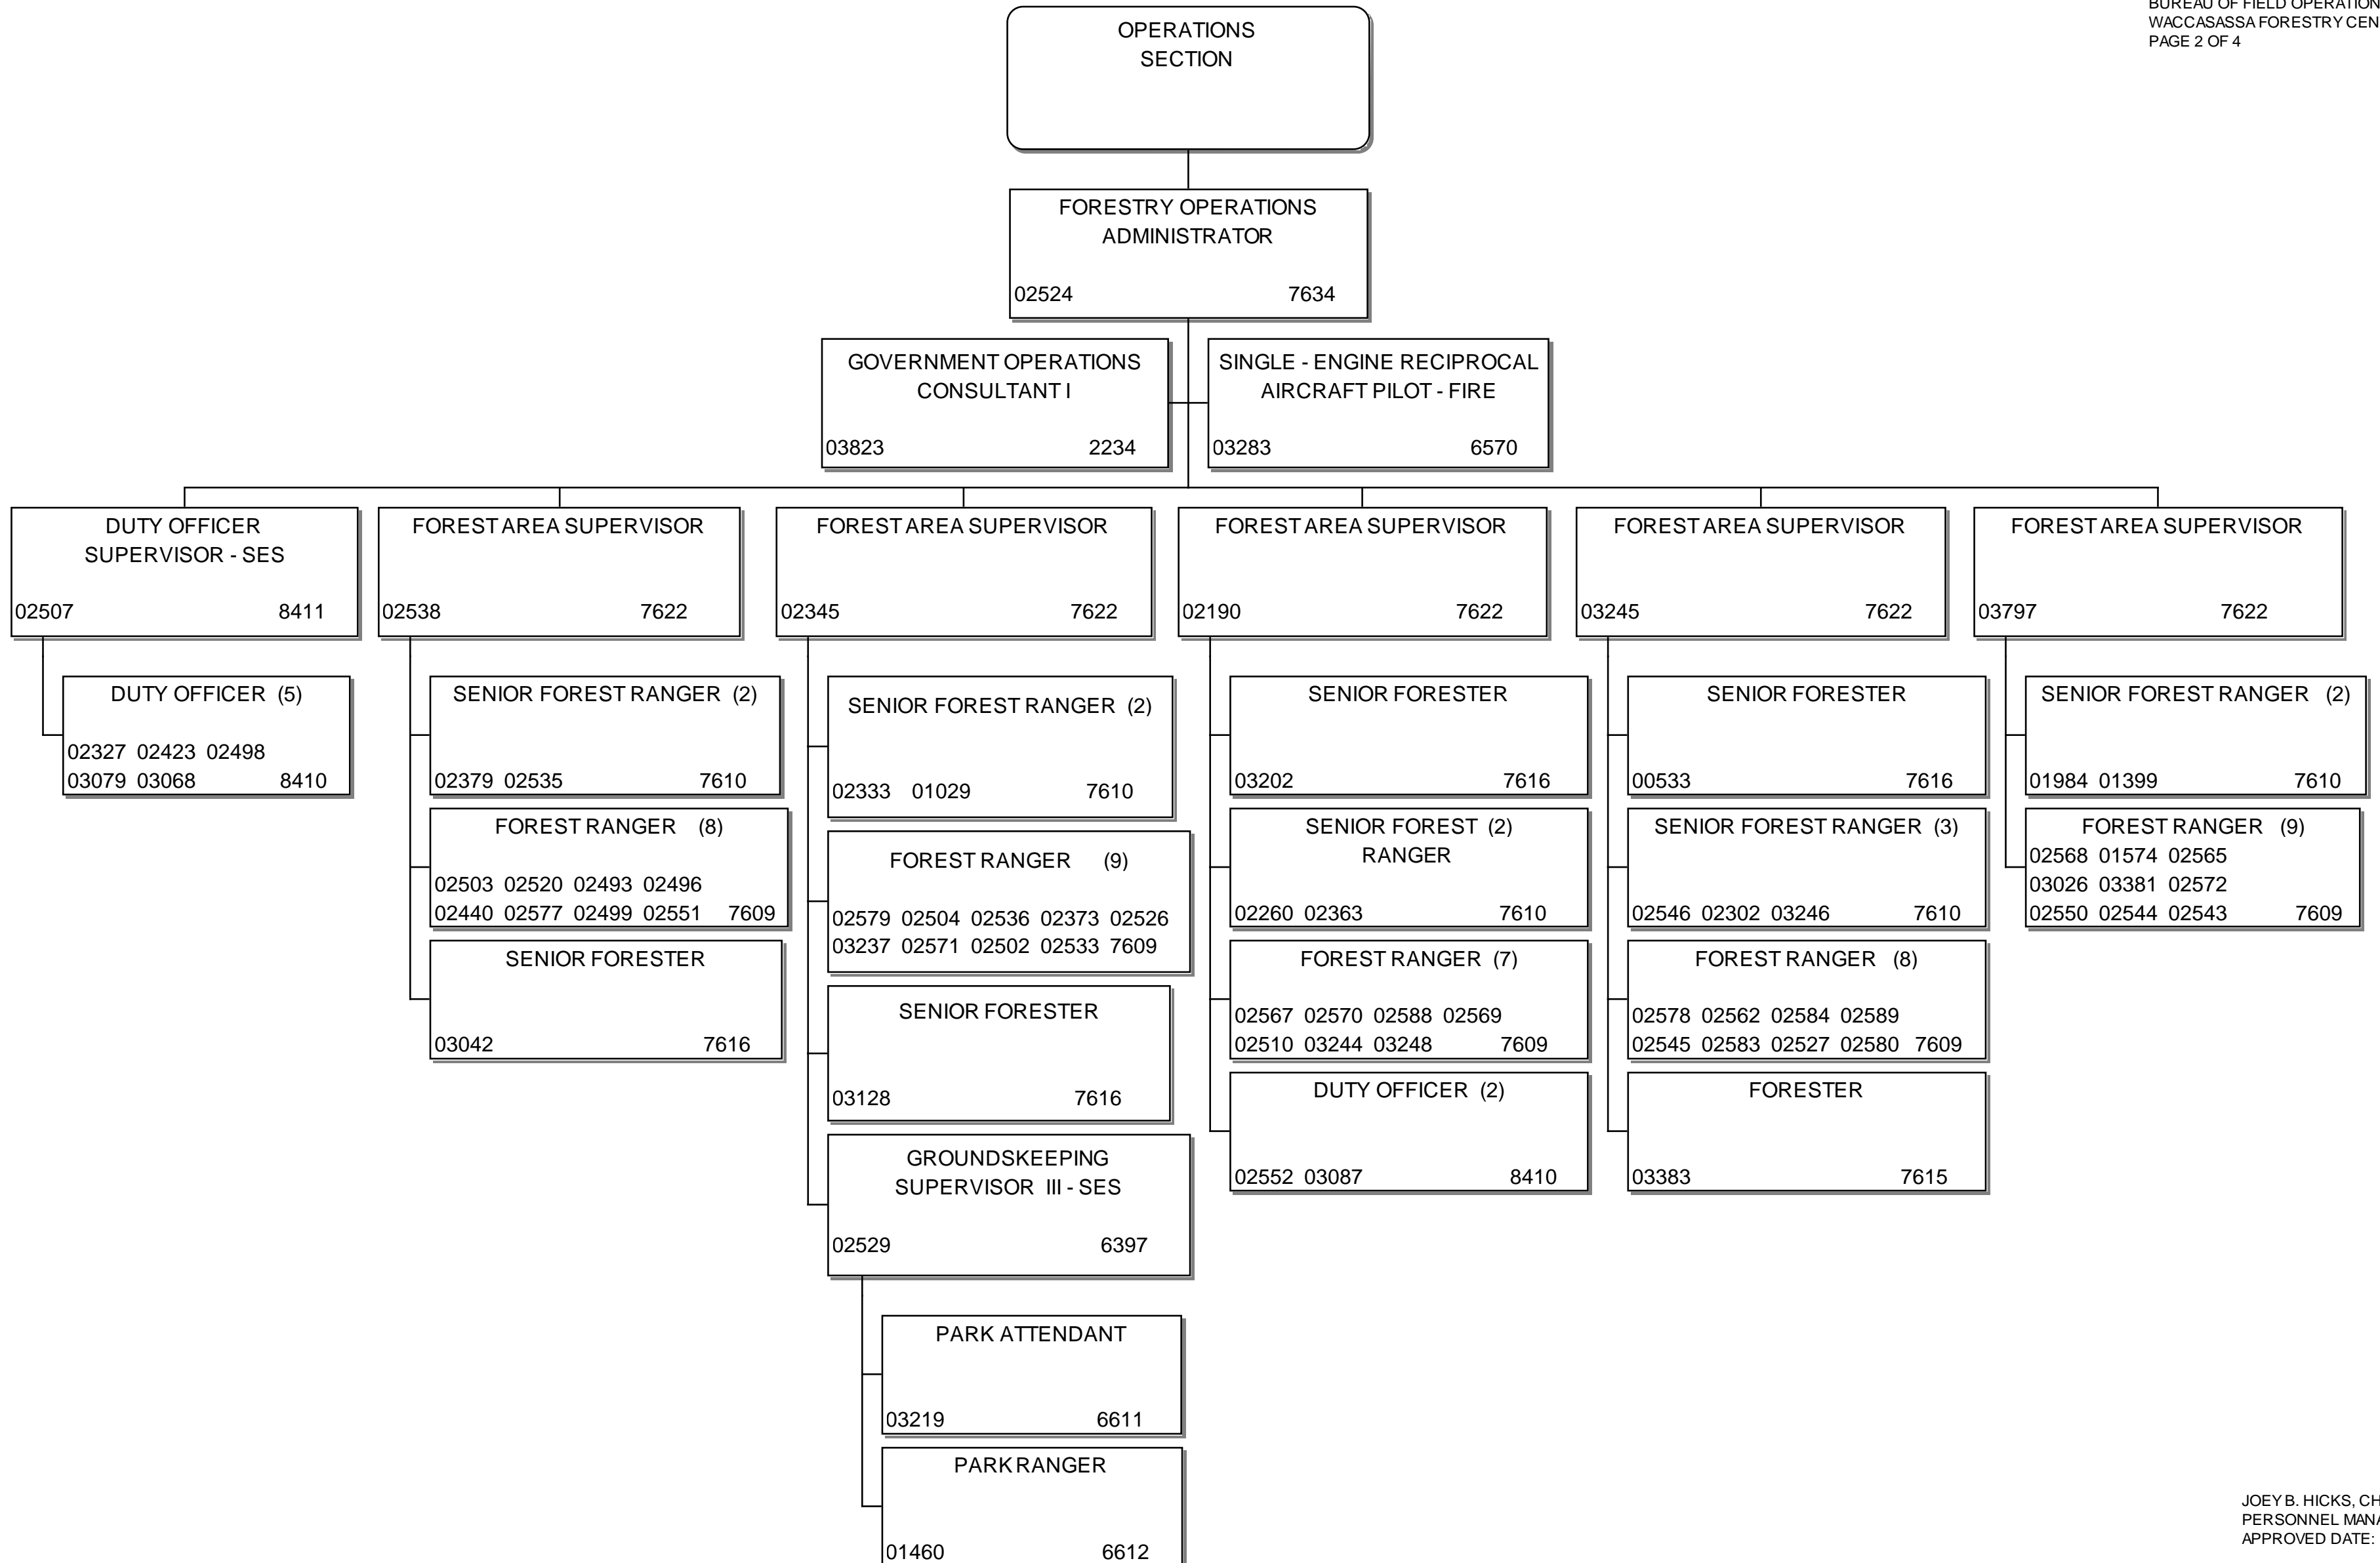 BUREAU OF FIELD OPERATION
WACCASASSA FORESTRY CEN
PAGE 2 OF 4
OPERATIONS
SECTION
FORESTRY OPERATIONS
ADMINISTRATOR
02524 7634
GOVERNMENT OPERATIONS
CONSULTANT I
03823 2234
SINGLE - ENGINE RECIPROCAL
AIRCRAFT PILOT - FIRE
03283 6570
DUTY OFFICER
SUPERVISOR - SES
02507 8411
DUTY OFFICER (5)
02327 02423 02498
03079 03068 8410
FOREST AREA SUPERVISOR
02538 7622
SENIOR FOREST RANGER (2)
02379 02535 7610
FOREST RANGER (8)
02503 02520 02493 02496
02440 02577 02499 02551 7609
SENIOR FORESTER
03042 7616
FOREST AREA SUPERVISOR
02345 7622
SENIOR FOREST RANGER (2)
02333 01029 7610
FOREST RANGER (9)
02579 02504 02536 02373 02526
03237 02571 02502 02533 7609
SENIOR FORESTER
03128 7616
GROUNDSKEEPING
SUPERVISOR III - SES
02529 6397
PARK ATTENDANT
03219 6611
PARK RANGER
01460 6612
FOREST AREA SUPERVISOR
02190 7622
SENIOR FORESTER
03202 7616
SENIOR FOREST (2)
RANGER
02260 02363 7610
FOREST RANGER (7)
02567 02570 02588 02569
02510 03244 03248 7609
DUTY OFFICER (2)
02552 03087 8410
FOREST AREA SUPERVISOR
03245 7622
SENIOR FORESTER
00533 7616
SENIOR FOREST RANGER (3)
02546 02302 03246 7610
FOREST RANGER (8)
02578 02562 02584 02589
02545 02583 02527 02580 7609
FORESTER
03383 7615
FOREST AREA SUPERVISOR
03797 7622
SENIOR FOREST RANGER (2)
01984 01399 7610
FOREST RANGER (9)
02568 01574 02565
03026 03381 02572
02550 02544 02543 7609
JOEY B. HICKS, CH
PERSONNEL MANA
APPROVED DATE: